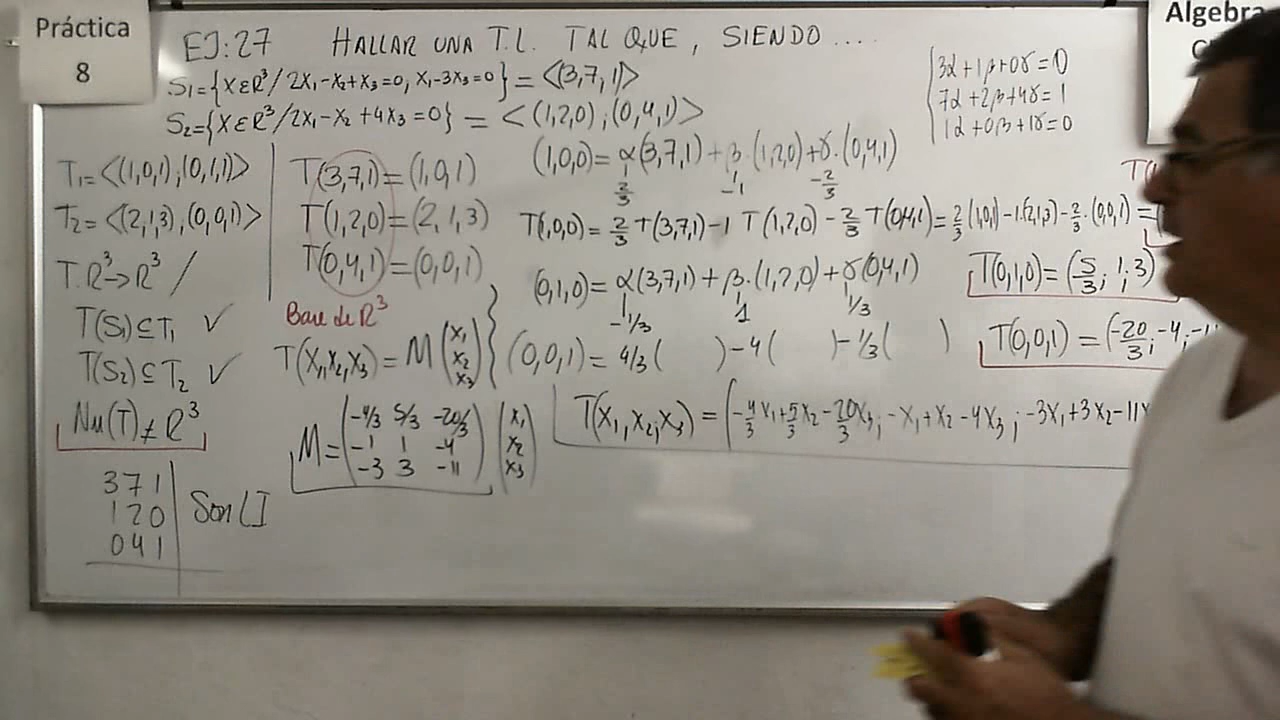 Práctica
8
Algebra
C
EJ: 27 HALLAR UNA T.L. TAL QUE, SIENDO ....
S₁={X∈R³/ 2X₁-X₂+X₃=0, X₁-3X₃=0} = <(3,7,1)>
S₂={X∈R³/2X₁-X₂+4X₃=0} = <(1,2,0);(0,4,1)>
3α+1β+0γ=0
7α+2β+4γ=1
1α+0β+1γ=0
T₁=<(1,0,1);(0,1,1)>
T₂=<(2,1,3),(0,0,1)>
T:R³->R³ /
T(S₁)⊆T₁ ✓
T(S₂)⊆T₂ ✓
Nu(T)≠R³
3 7 1
1 2 0
0 4 1
Son LI
T(3,7,1)=(1,0,1)
T(1,2,0)=(2,1,3)
T(0,4,1)=(0,0,1)
Base de R³
T(X₁,X₂,X₃)= M (X₁ X₂ X₃)
(1,0,0)= α(3,7,1)+β.(1,2,0)+γ.(0,4,1)
2/3 -1 -2/3
T(1,0,0)=2/3 T(3,7,1)-1 T(1,2,0)-2/3 T(0,4,1)=2/3(1,0,1)-1.(2,1,3)-2/3.(0,0,1)=(
T(
(0,1,0)= α(3,7,1)+β.(1,2,0)+γ(0,4,1)
-1/3 1 1/3
T(0,1,0)=(5/3; 1; 3)
(0,0,1)= 4/3( )-4( )-1/3( )
T(0,0,1)=(-20/3; -4; -1
M=
-4/3 5/3 -20/3
-1 1 -4
-3 3 -11
X₁
X₂
X₃
T(X₁,X₂,X₃)=(-4/3X₁+5/3X₂-20/3X₃; -X₁+X₂-4X₃; -3X₁+3X₂-11X